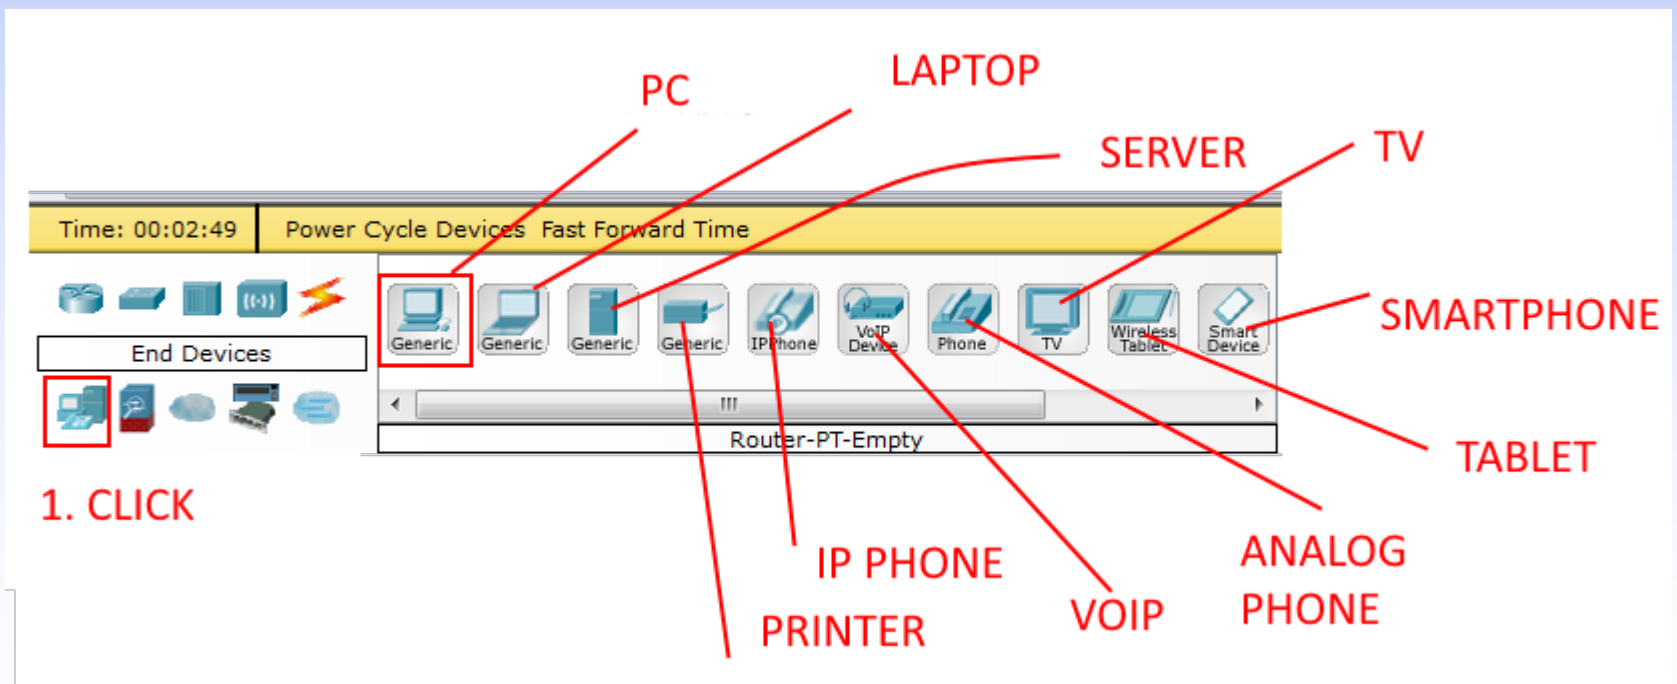 PC
LAPTOP
SERVER
TV
Time: 00:02:49
Power Cycle Devices Fast Forward Time
SMARTPHONE
Generic
Generic
Generic
Generic
IPPhone
VoIP
Device
Phone
TV
Wireless
Tablet
Smart
Device
End Devices
Router-PT-Empty
TABLET
1. CLICK
IP PHONE
ANALOG
PHONE
VOIP
PRINTER